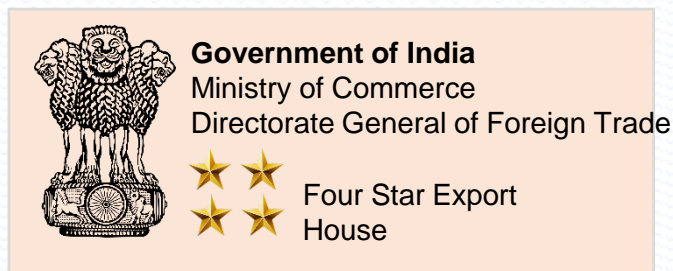 Government of India
Ministry of Commerce
Directorate General of Foreign Trade
Four Star Export
House